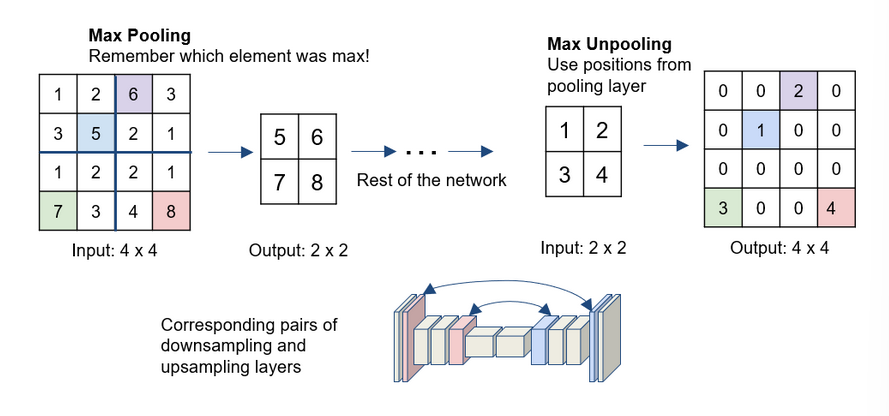 Max Pooling
Remember which element was max!
1 2 6 3
3 5 2 1
1 2 2 1
7 3 4 8
Input: 4 x 4
5 6
7 8
Output: 2 x 2
...
Rest of the network
Max Unpooling
Use positions from
pooling layer
1 2
3 4
Input: 2 x 2
0 0 2 0
0 1 0 0
0 0 0 0
3 0 0 4
Output: 4 x 4
Corresponding pairs of
downsampling and
upsampling layers